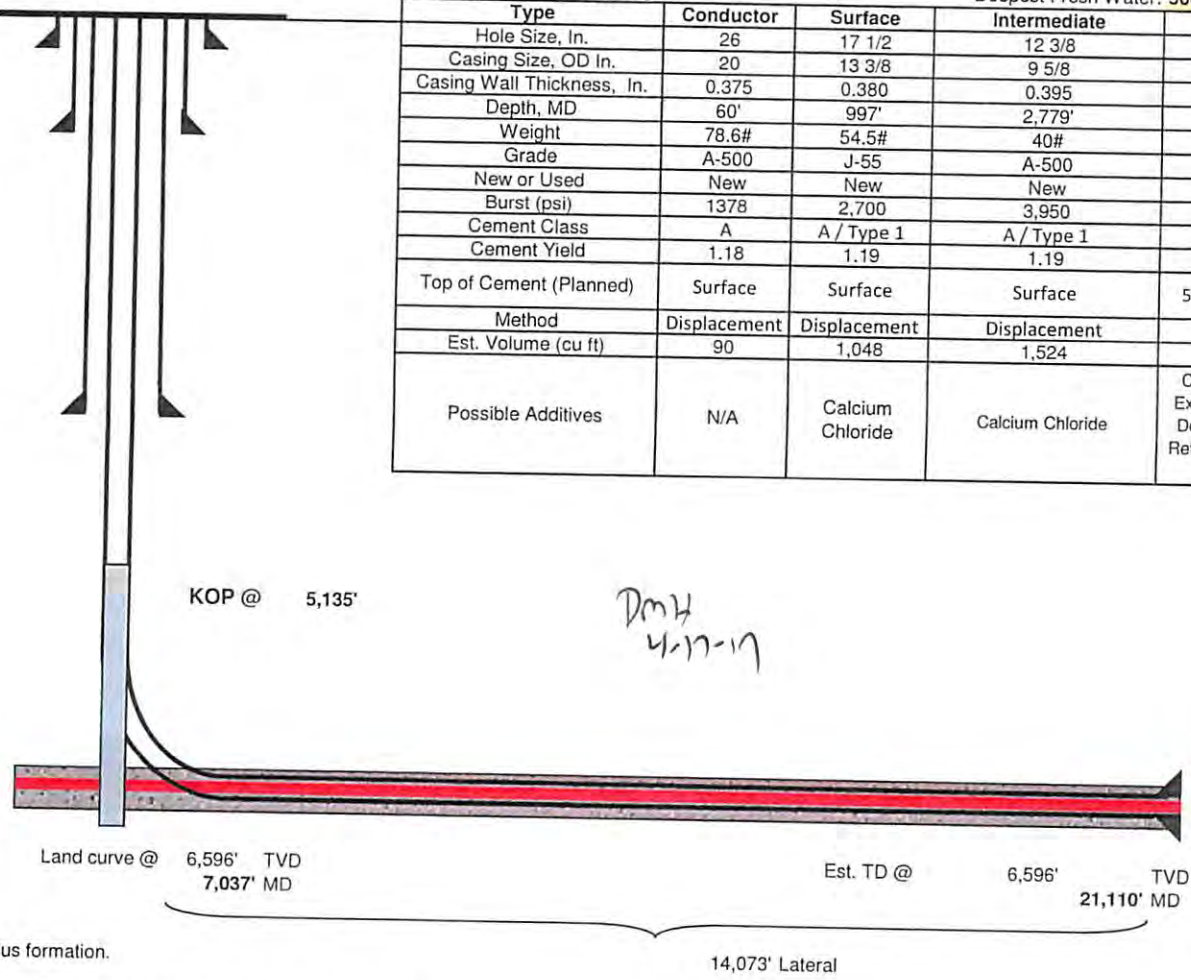 Deepest Fresh Water:
Type Conductor Surface Intermediate
Hole Size, In. 26 17 1/2 12 3/8
Casing Size, OD In. 20 13 3/8 9 5/8
Casing Wall Thickness, In. 0.375 0.380 0.395
Depth, MD 60' 997' 2,779'
Weight 78.6# 54.5# 40#
Grade A-500 J-55 A-500
New or Used New New New
Burst (psi) 1378 2,700 3,950
Cement Class A A / Type 1 A / Type 1
Cement Yield 1.18 1.19 1.19
Top of Cement (Planned) Surface Surface Surface 5
Method Displacement Displacement Displacement
Est. Volume (cu ft) 90 1,048 1,524
Possible Additives N/A Calcium Chloride Calcium Chloride
KOP @ 5,135'
DMH
4-17-17
Land curve @ 6,596' TVD
7,037' MD
Est. TD @ 6,596' TVD
21,110' MD
us formation.
14,073' Lateral